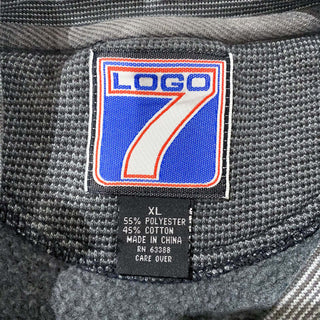 LOGO
7
XL
55% POLYESTER
45% COTTON
MADE IN CHINA
RN 63388
CARE OVER